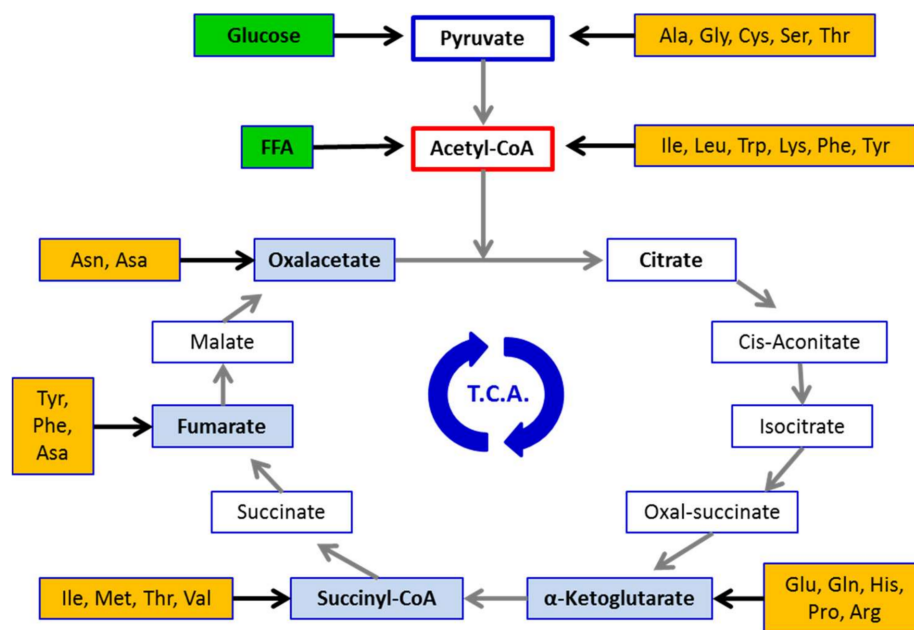 Glucose
Pyruvate
Ala, Gly, Cys, Ser, Thr
FFA
Acetyl-CoA
Ile, Leu, Trp, Lys, Phe, Tyr
Asn, Asa
Oxalacetate
Citrate
Malate
Cis-Aconitate
T.C.A.
Tyr,
Phe,
Asa
Fumarate
Isocitrate
Succinate
Oxal-succinate
Ile, Met, Thr, Val
Succinyl-CoA
α-Ketoglutarate
Glu, Gln, His,
Pro, Arg